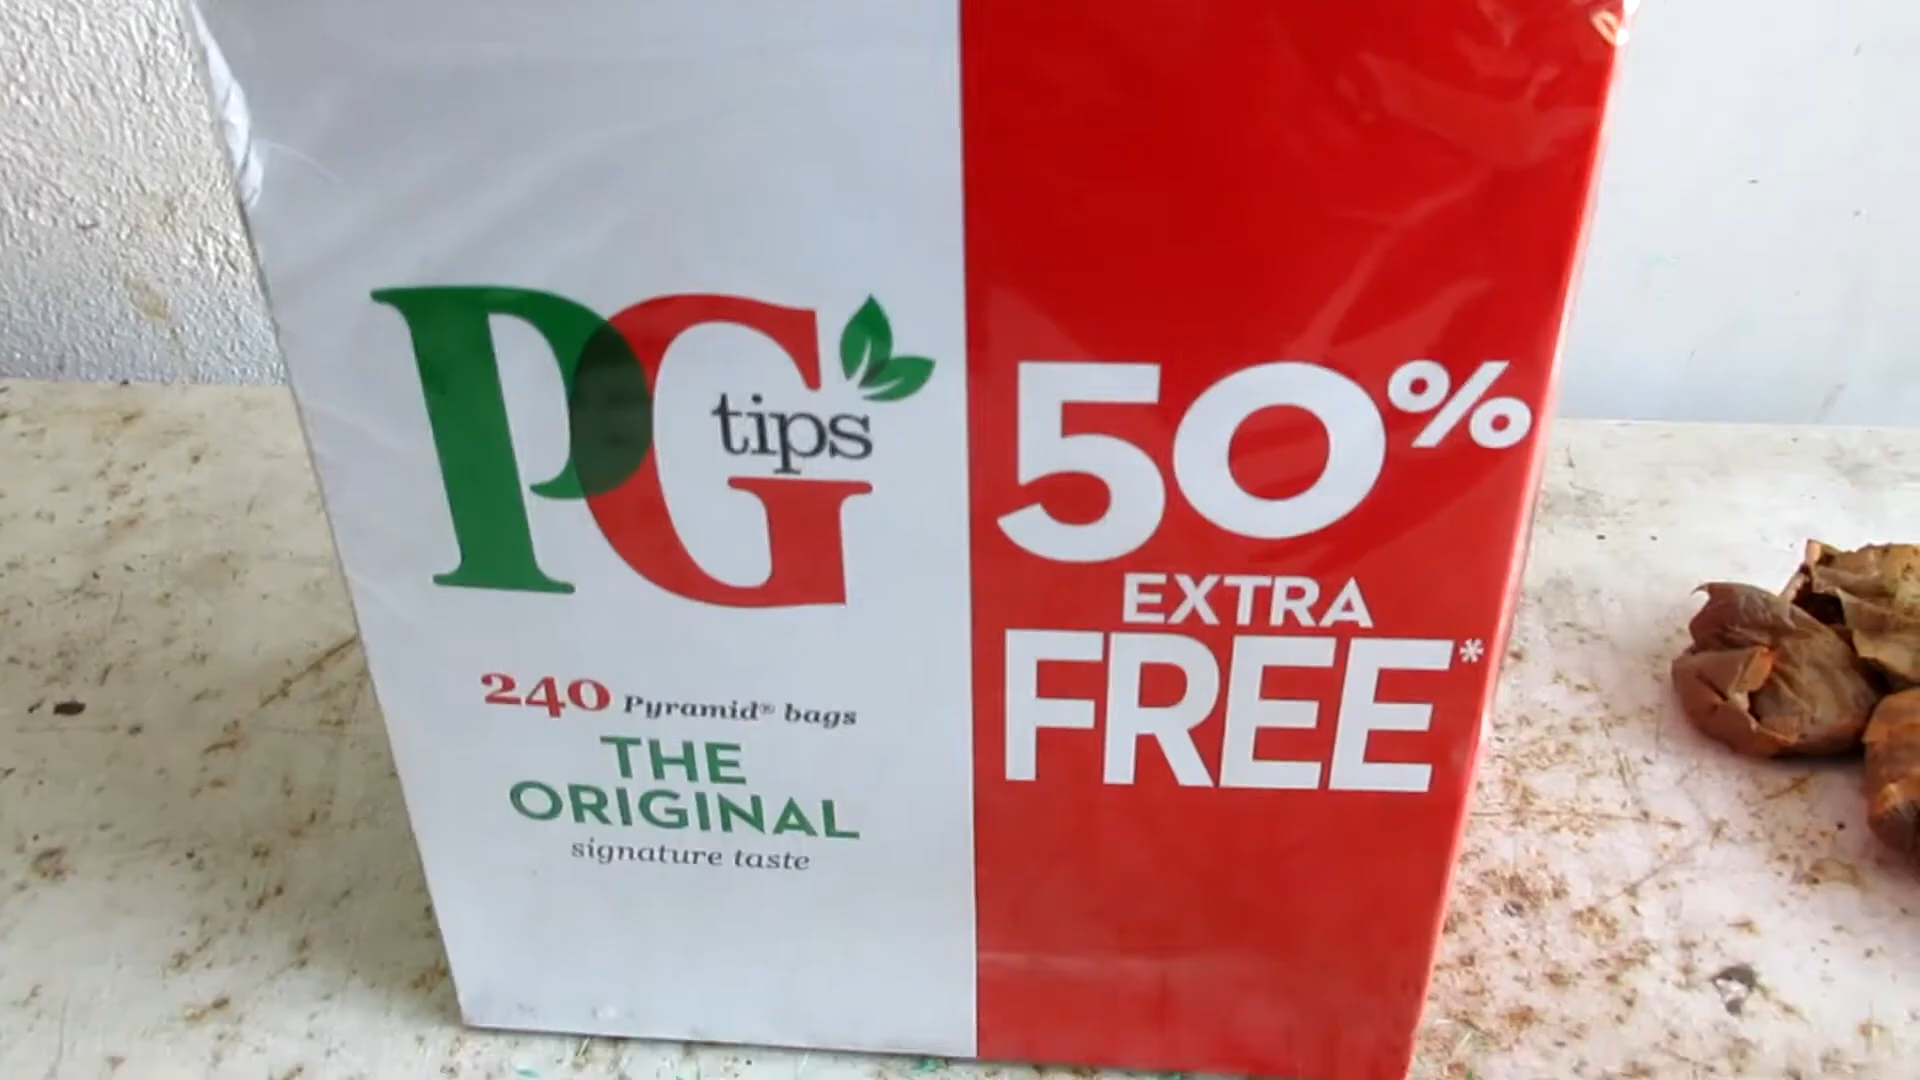 PG
tips
240 Pyramid® bags
THE
ORIGINAL
signature taste
50%
EXTRA
FREE*